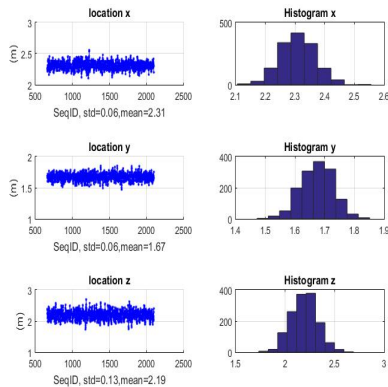 location x
Histogram x
3
2.5
2
(m)
500 1000 1500 2000 2500
SeqID, std=0.06,mean=2.31
500
0
2.1 2.2 2.3 2.4 2.5 2.6
location y
Histogram y
2
1.5
1
(m)
500 1000 1500 2000 2500
SeqID, std=0.06,mean=1.67
400
200
0
1.4 1.5 1.6 1.7 1.8 1.9
location z
Histogram z
3
2
1
(m)
500 1000 1500 2000 2500
SeqID, std=0.13,mean=2.19
400
200
0
1.5 2 2.5 3